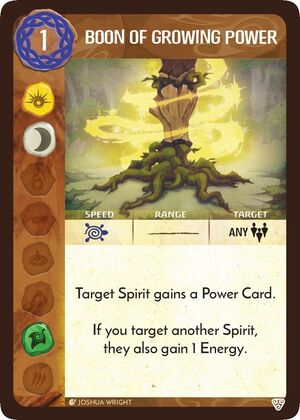 1
BOON OF GROWING POWER
SPEED RANGE TARGET
ANY
Target Spirit gains a Power Card.
If you target another Spirit,
they also gain 1 Energy.
JOSHUA WRIGHT